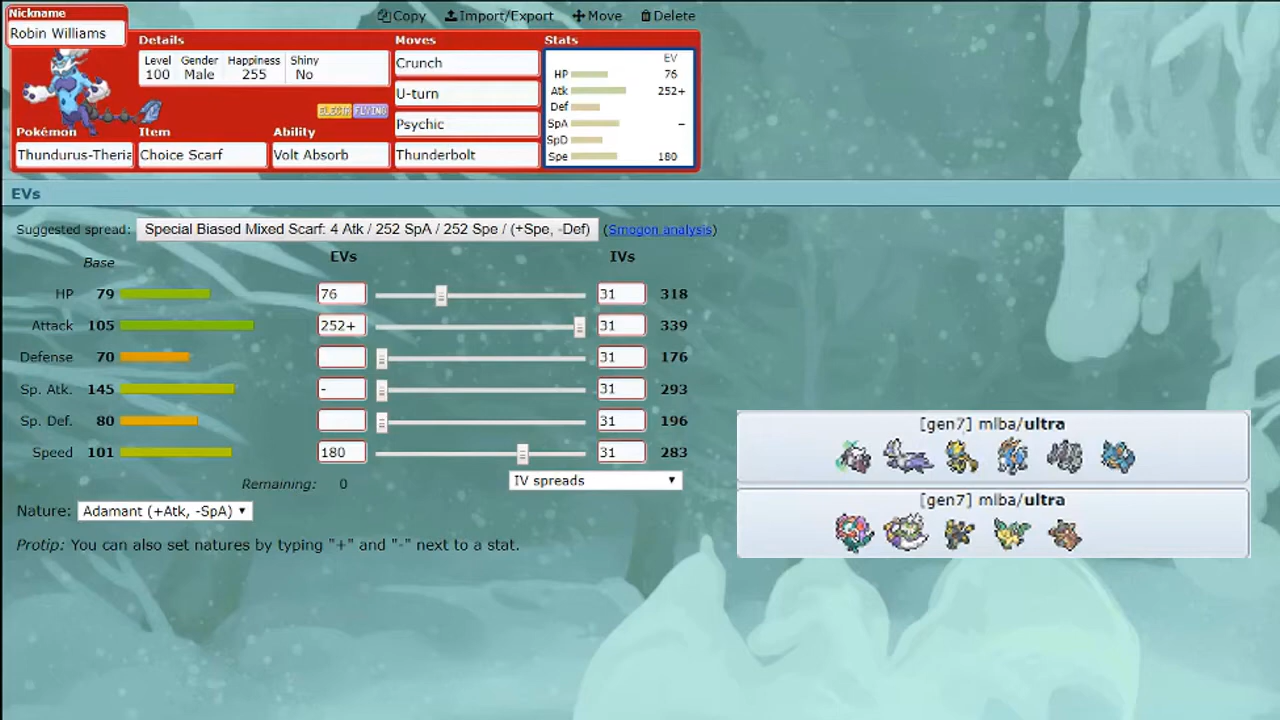 Nickname
Robin Williams
Copy Import/Export Move Delete
Details
Level Gender Happiness Shiny
100 Male 255 No
ELECTR FLYING
Pokémon Item Ability
Thundurus-Theria Choice Scarf Volt Absorb
Moves
Crunch
U-turn
Psychic
Thunderbolt
Stats
EV
HP 76
Atk 252+
Def
SpA –
SpD
Spe 180
EVs
Suggested spread: Special Biased Mixed Scarf: 4 Atk / 252 SpA / 252 Spe / (+Spe, -Def) (Smogon analysis)
Base EVs IVs
HP 79 76 31 318
Attack 105 252+ 31 339
Defense 70 31 176
Sp. Atk. 145 - 31 293
Sp. Def. 80 31 196
Speed 101 180 31 283
Remaining: 0 IV spreads
Nature: Adamant (+Atk, -SpA)
Protip: You can also set natures by typing "+" and "-" next to a stat.
[gen7] mlba/ultra
[gen7] mlba/ultra